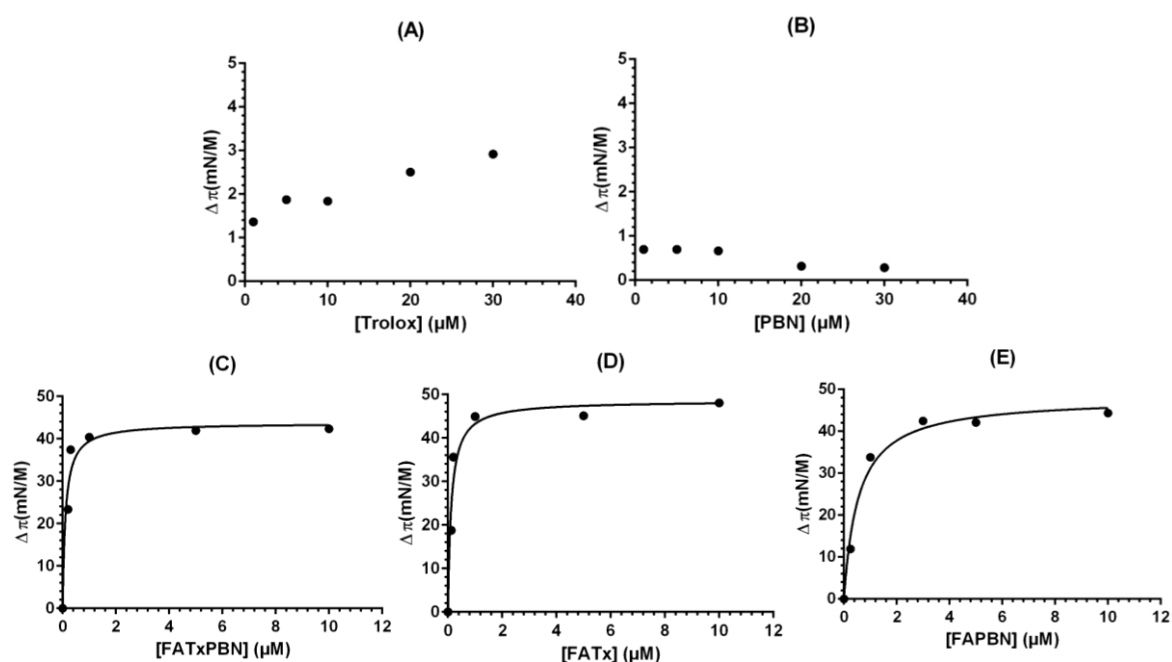 (A)
5
4
3
2
1
0
Δπ(mN/M)
0 10 20 30 40
[Trolox] (µM)
(B)
5
4
3
2
1
0
Δπ(mN/M)
0 10 20 30 40
[PBN] (µM)
(C)
50
40
30
20
10
0
Δπ(mN/M)
0 2 4 6 8 10 12
[FATxPBN] (µM)
(D)
50
40
30
20
10
0
Δπ(mN/M)
0 2 4 6 8 10 12
[FATx] (µM)
(E)
50
40
30
20
10
0
Δπ(mN/M)
0 2 4 6 8 10 12
[FAPBN] (µM)